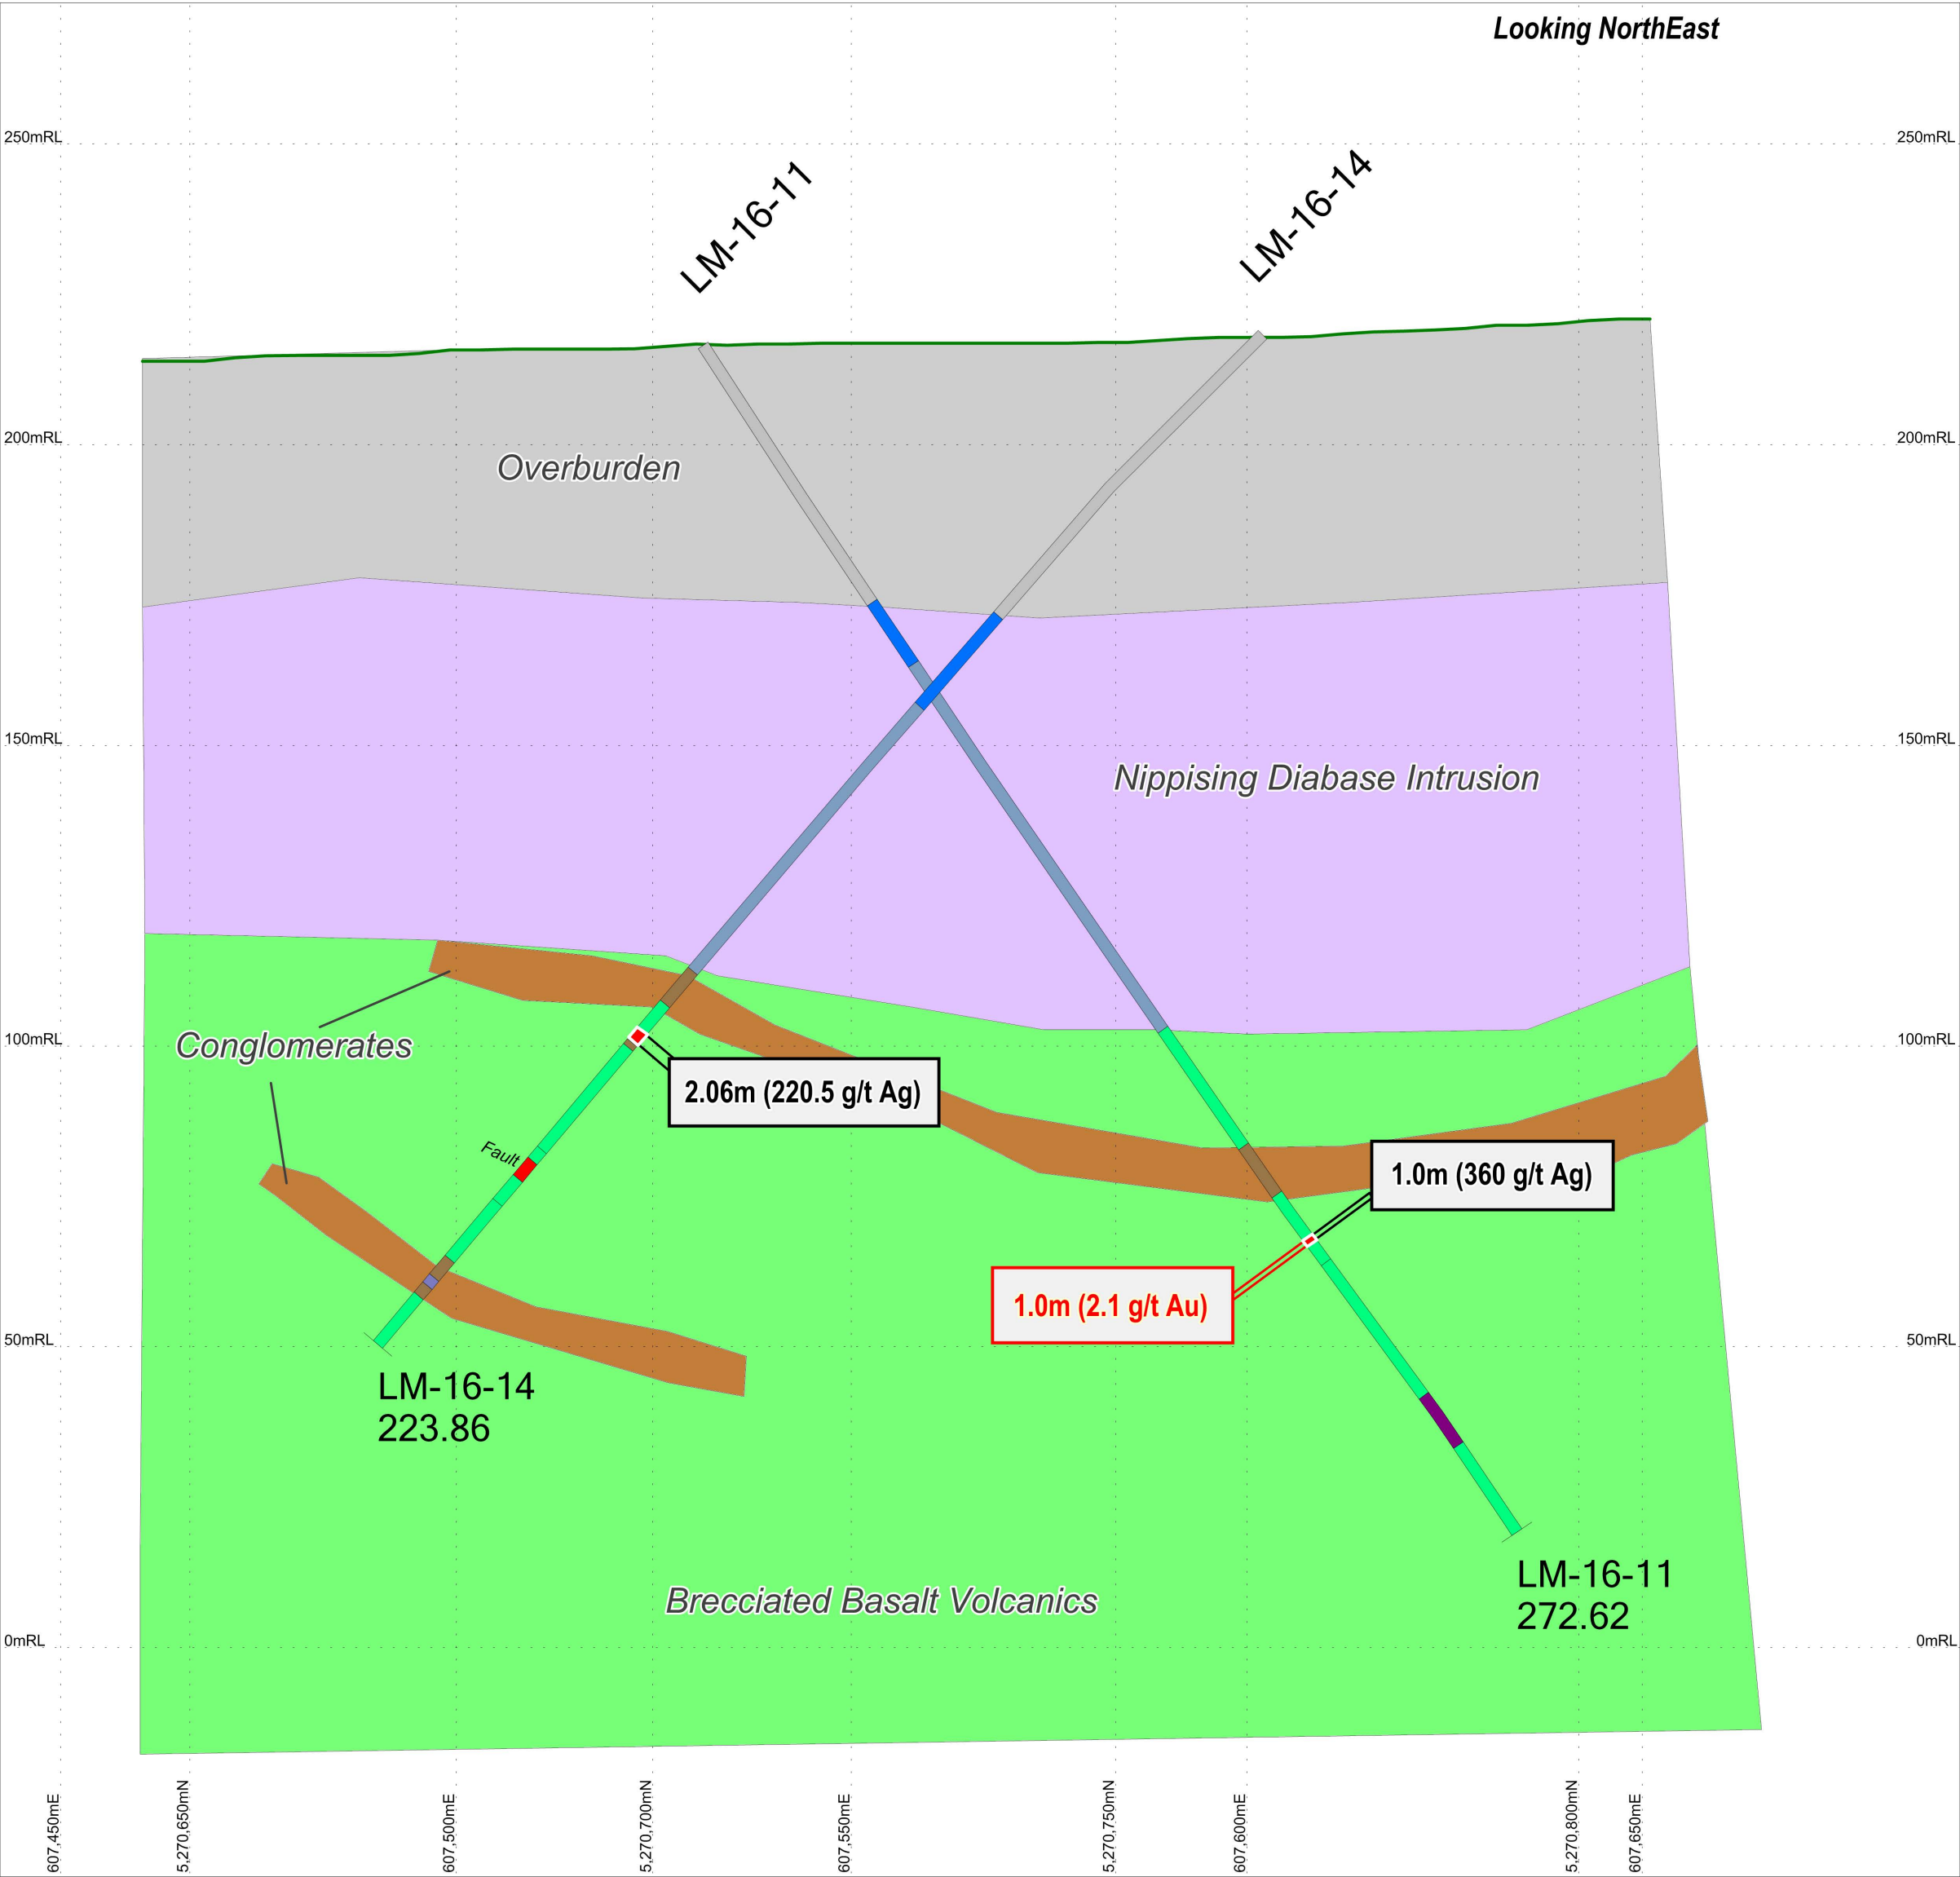 Looking NorthEast
250mRL
250mRL
LM-16-11
LM-16-14
200mRL
200mRL
Overburden
150mRL
150mRL
Nippising Diabase Intrusion
Conglomerates
100mRL
100mRL
2.06m (220.5 g/t Ag)
Fault
1.0m (360 g/t Ag)
1.0m (2.1 g/t Au)
50mRL
50mRL
LM-16-14
223.86
LM-16-11
272.62
Brecciated Basalt Volcanics
0mRL
0mRL
607,450mE
5,270,650mN
607,500mE
5,270,700mN
607,550mE
5,270,750mN
607,600mE
5,270,800mN
607,650mE